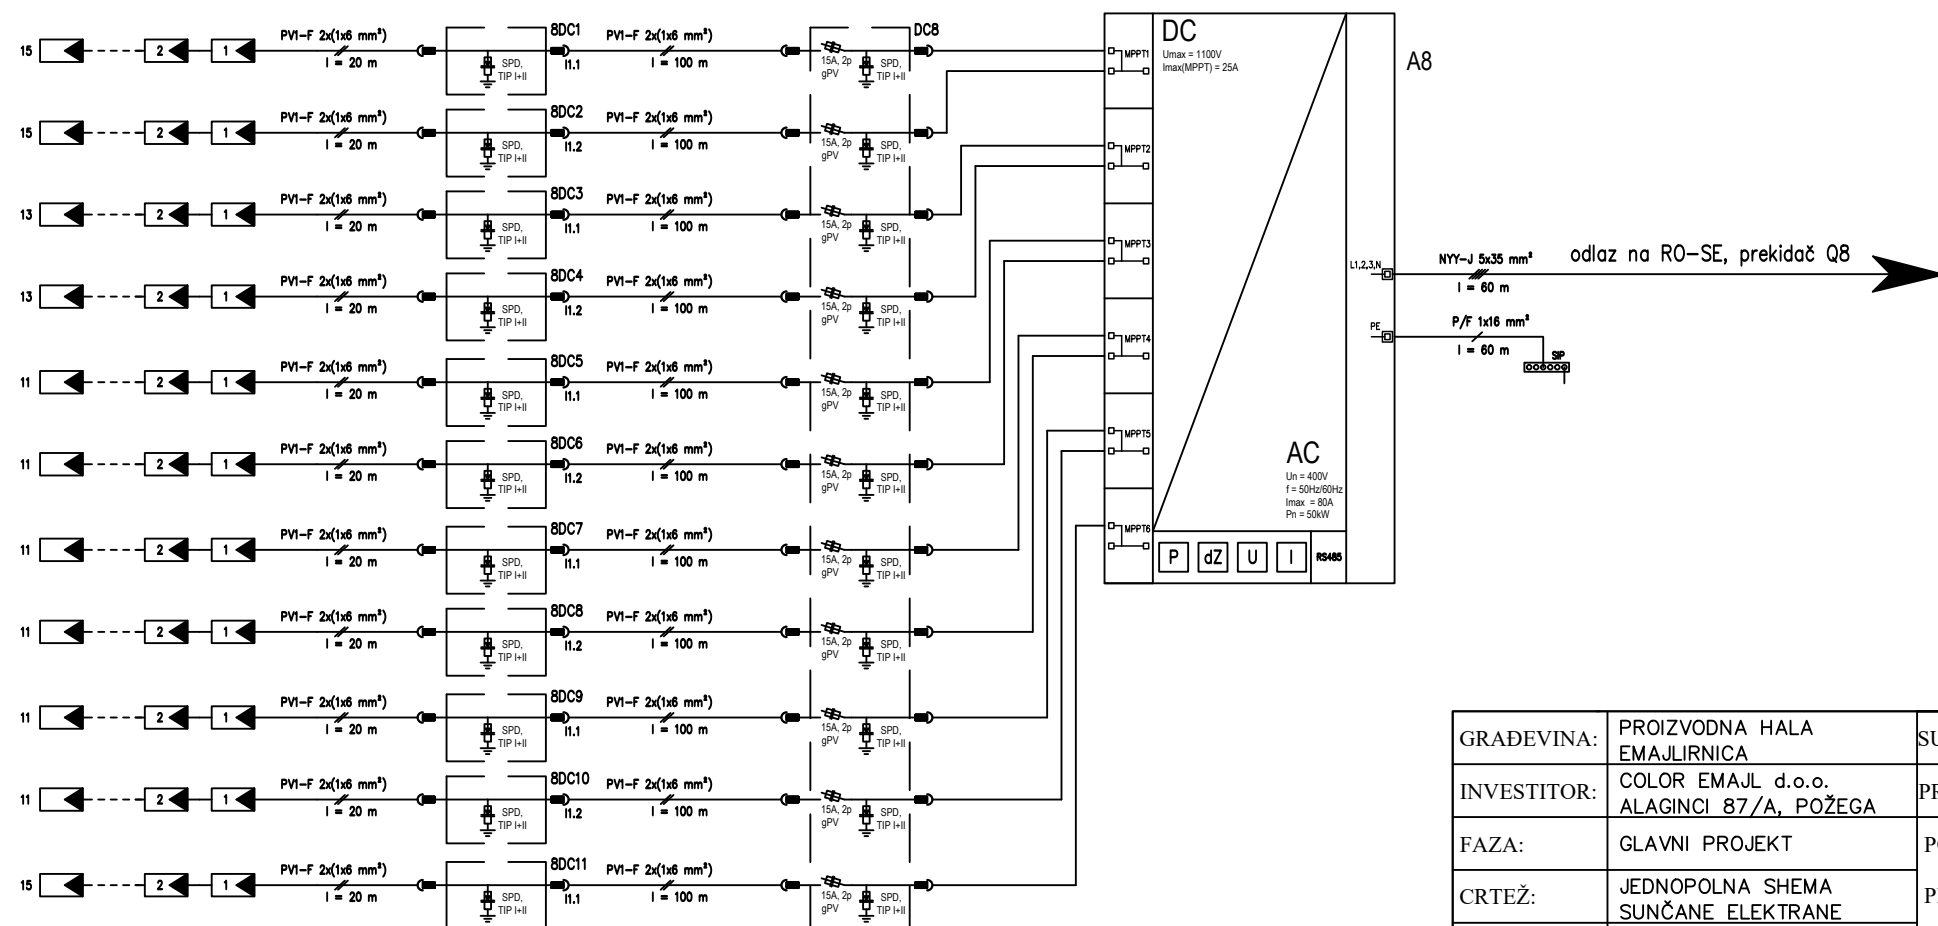 15 2 1 PV1-F 2x(1x6 mm²) 8DC1 PV1-F 2x(1x6 mm²) DC8
l = 20 m SPD, TIP I+II I1.1 l = 100 m 15A, 2p gPV SPD, TIP I+II
15 2 1 PV1-F 2x(1x6 mm²) 8DC2 PV1-F 2x(1x6 mm²)
l = 20 m SPD, TIP I+II I1.2 l = 100 m 15A, 2p gPV SPD, TIP I+II
13 2 1 PV1-F 2x(1x6 mm²) 8DC3 PV1-F 2x(1x6 mm²)
l = 20 m SPD, TIP I+II I1.1 l = 100 m 15A, 2p gPV SPD, TIP I+II
13 2 1 PV1-F 2x(1x6 mm²) 8DC4 PV1-F 2x(1x6 mm²)
l = 20 m SPD, TIP I+II I1.2 l = 100 m 15A, 2p gPV SPD, TIP I+II
11 2 1 PV1-F 2x(1x6 mm²) 8DC5 PV1-F 2x(1x6 mm²)
l = 20 m SPD, TIP I+II I1.1 l = 100 m 15A, 2p gPV SPD, TIP I+II
11 2 1 PV1-F 2x(1x6 mm²) 8DC6 PV1-F 2x(1x6 mm²)
l = 20 m SPD, TIP I+II I1.2 l = 100 m 15A, 2p gPV SPD, TIP I+II
11 2 1 PV1-F 2x(1x6 mm²) 8DC7 PV1-F 2x(1x6 mm²)
l = 20 m SPD, TIP I+II I1.1 l = 100 m 15A, 2p gPV SPD, TIP I+II
11 2 1 PV1-F 2x(1x6 mm²) 8DC8 PV1-F 2x(1x6 mm²)
l = 20 m SPD, TIP I+II I1.2 l = 100 m 15A, 2p gPV SPD, TIP I+II
11 2 1 PV1-F 2x(1x6 mm²) 8DC9 PV1-F 2x(1x6 mm²)
l = 20 m SPD, TIP I+II I1.1 l = 100 m 15A, 2p gPV SPD, TIP I+II
11 2 1 PV1-F 2x(1x6 mm²) 8DC10 PV1-F 2x(1x6 mm²)
l = 20 m SPD, TIP I+II I1.2 l = 100 m 15A, 2p gPV SPD, TIP I+II
15 2 1 PV1-F 2x(1x6 mm²) 8DC11 PV1-F 2x(1x6 mm²)
l = 20 m SPD, TIP I+II I1.1 l = 100 m 15A, 2p gPV SPD, TIP I+II
MPPT1
MPPT2
MPPT3
MPPT4
MPPT5
MPPT6
DC
Umax = 1100V
Imax(MPPT) = 25A
A8
AC
Un = 400V
f = 50Hz/60Hz
Imax = 80A
Pn = 50kW
P dZ U I RS485
L1,2,3,N
NYY-J 5x35 mm²
l = 60 m
odlaz na RO-SE, prekidač Q8
PE
P/F 1x16 mm²
l = 60 m
SIP
GRAĐEVINA: PROIZVODNA HALA
EMAJLIRNICA
INVESTITOR: COLOR EMAJL d.o.o.
ALAGINCI 87/A, POŽEGA
FAZA: GLAVNI PROJEKT
CRTEŽ: JEDNOPOLNA SHEMA
SUNČANE ELEKTRANE